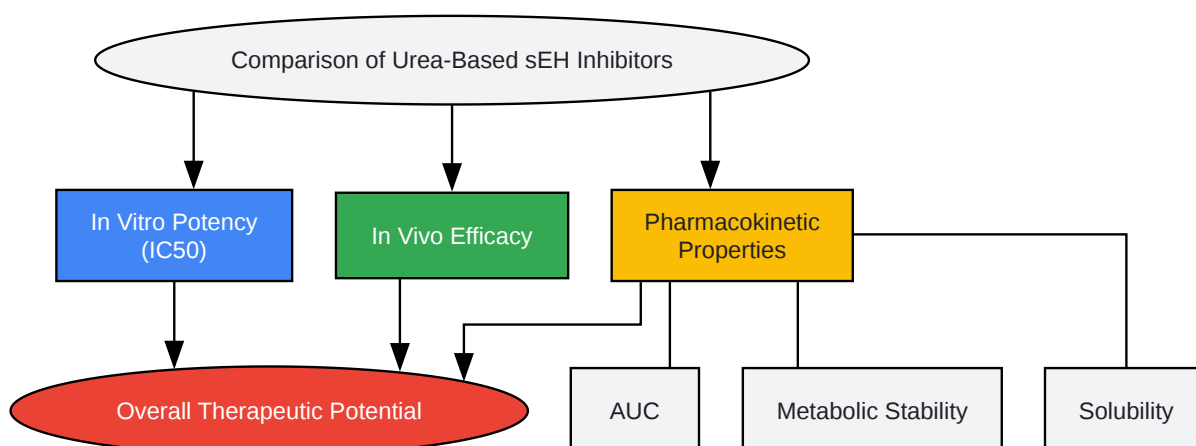 Comparison of Urea-Based sEH Inhibitors
In Vitro Potency
(IC50)
In Vivo Efficacy
Pharmacokinetic
Properties
Overall Therapeutic Potential
AUC
Metabolic Stability
Solubility